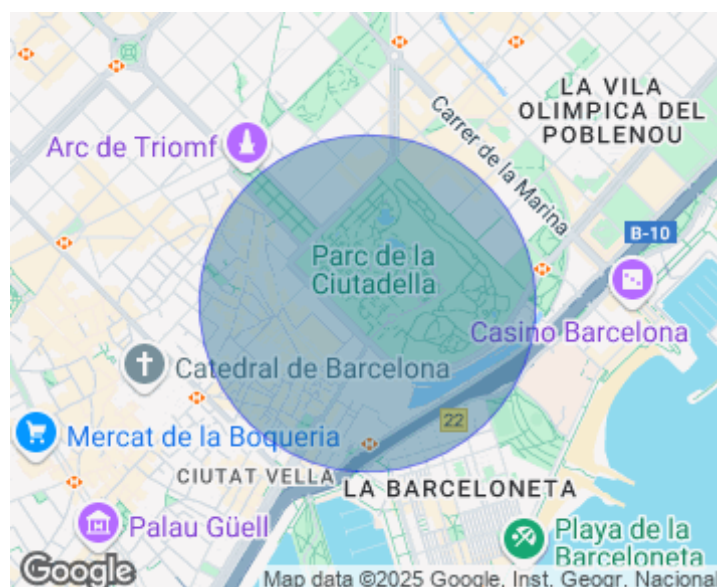 LA VILA
OLIMPICA DEL
POBLENOU
Arc de Triomf
Carrer de la Marina
B-10
Parc de la
Ciutadella
Casino Barcelona
Catedral de Barcelona
22
Mercat de la Boqueria
CIUTAT VELLA
LA BARCELONETA
Palau Güell
Playa de la
Barceloneta
Google
Map data ©2025 Google, Inst. Geogr. Nacional